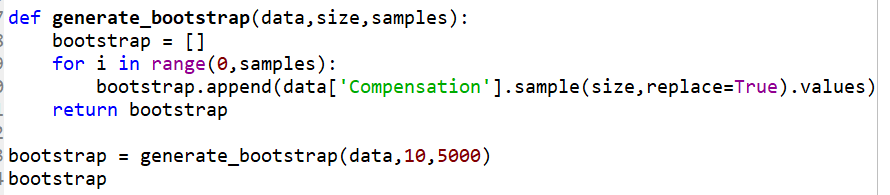 def generate_bootstrap(data,size,samples):
    bootstrap = []
    for i in range(0,samples):
        bootstrap.append(data['Compensation'].sample(size,replace=True).values)
    return bootstrap

bootstrap = generate_bootstrap(data,10,5000)
bootstrap